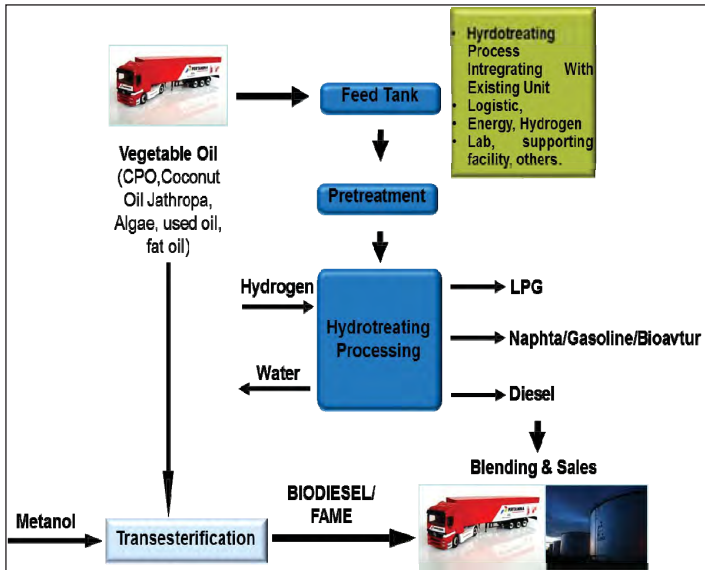 • Hyrdotreating
Process
Intregrating With
Existing Unit
• Logistic,
• Energy, Hydrogen
• Lab, supporting
facility, others.
Feed Tank
Vegetable Oil
(CPO,Coconut
Oil Jathropa,
Algae, used oil,
fat oil)
Pretreatment
Hydrogen
Water
Hydrotreating
Processing
LPG
Naphta/Gasoline/Bioavtur
Diesel
Blending & Sales
Metanol
Transesterification
BIODIESEL/
FAME
PERTAMINA